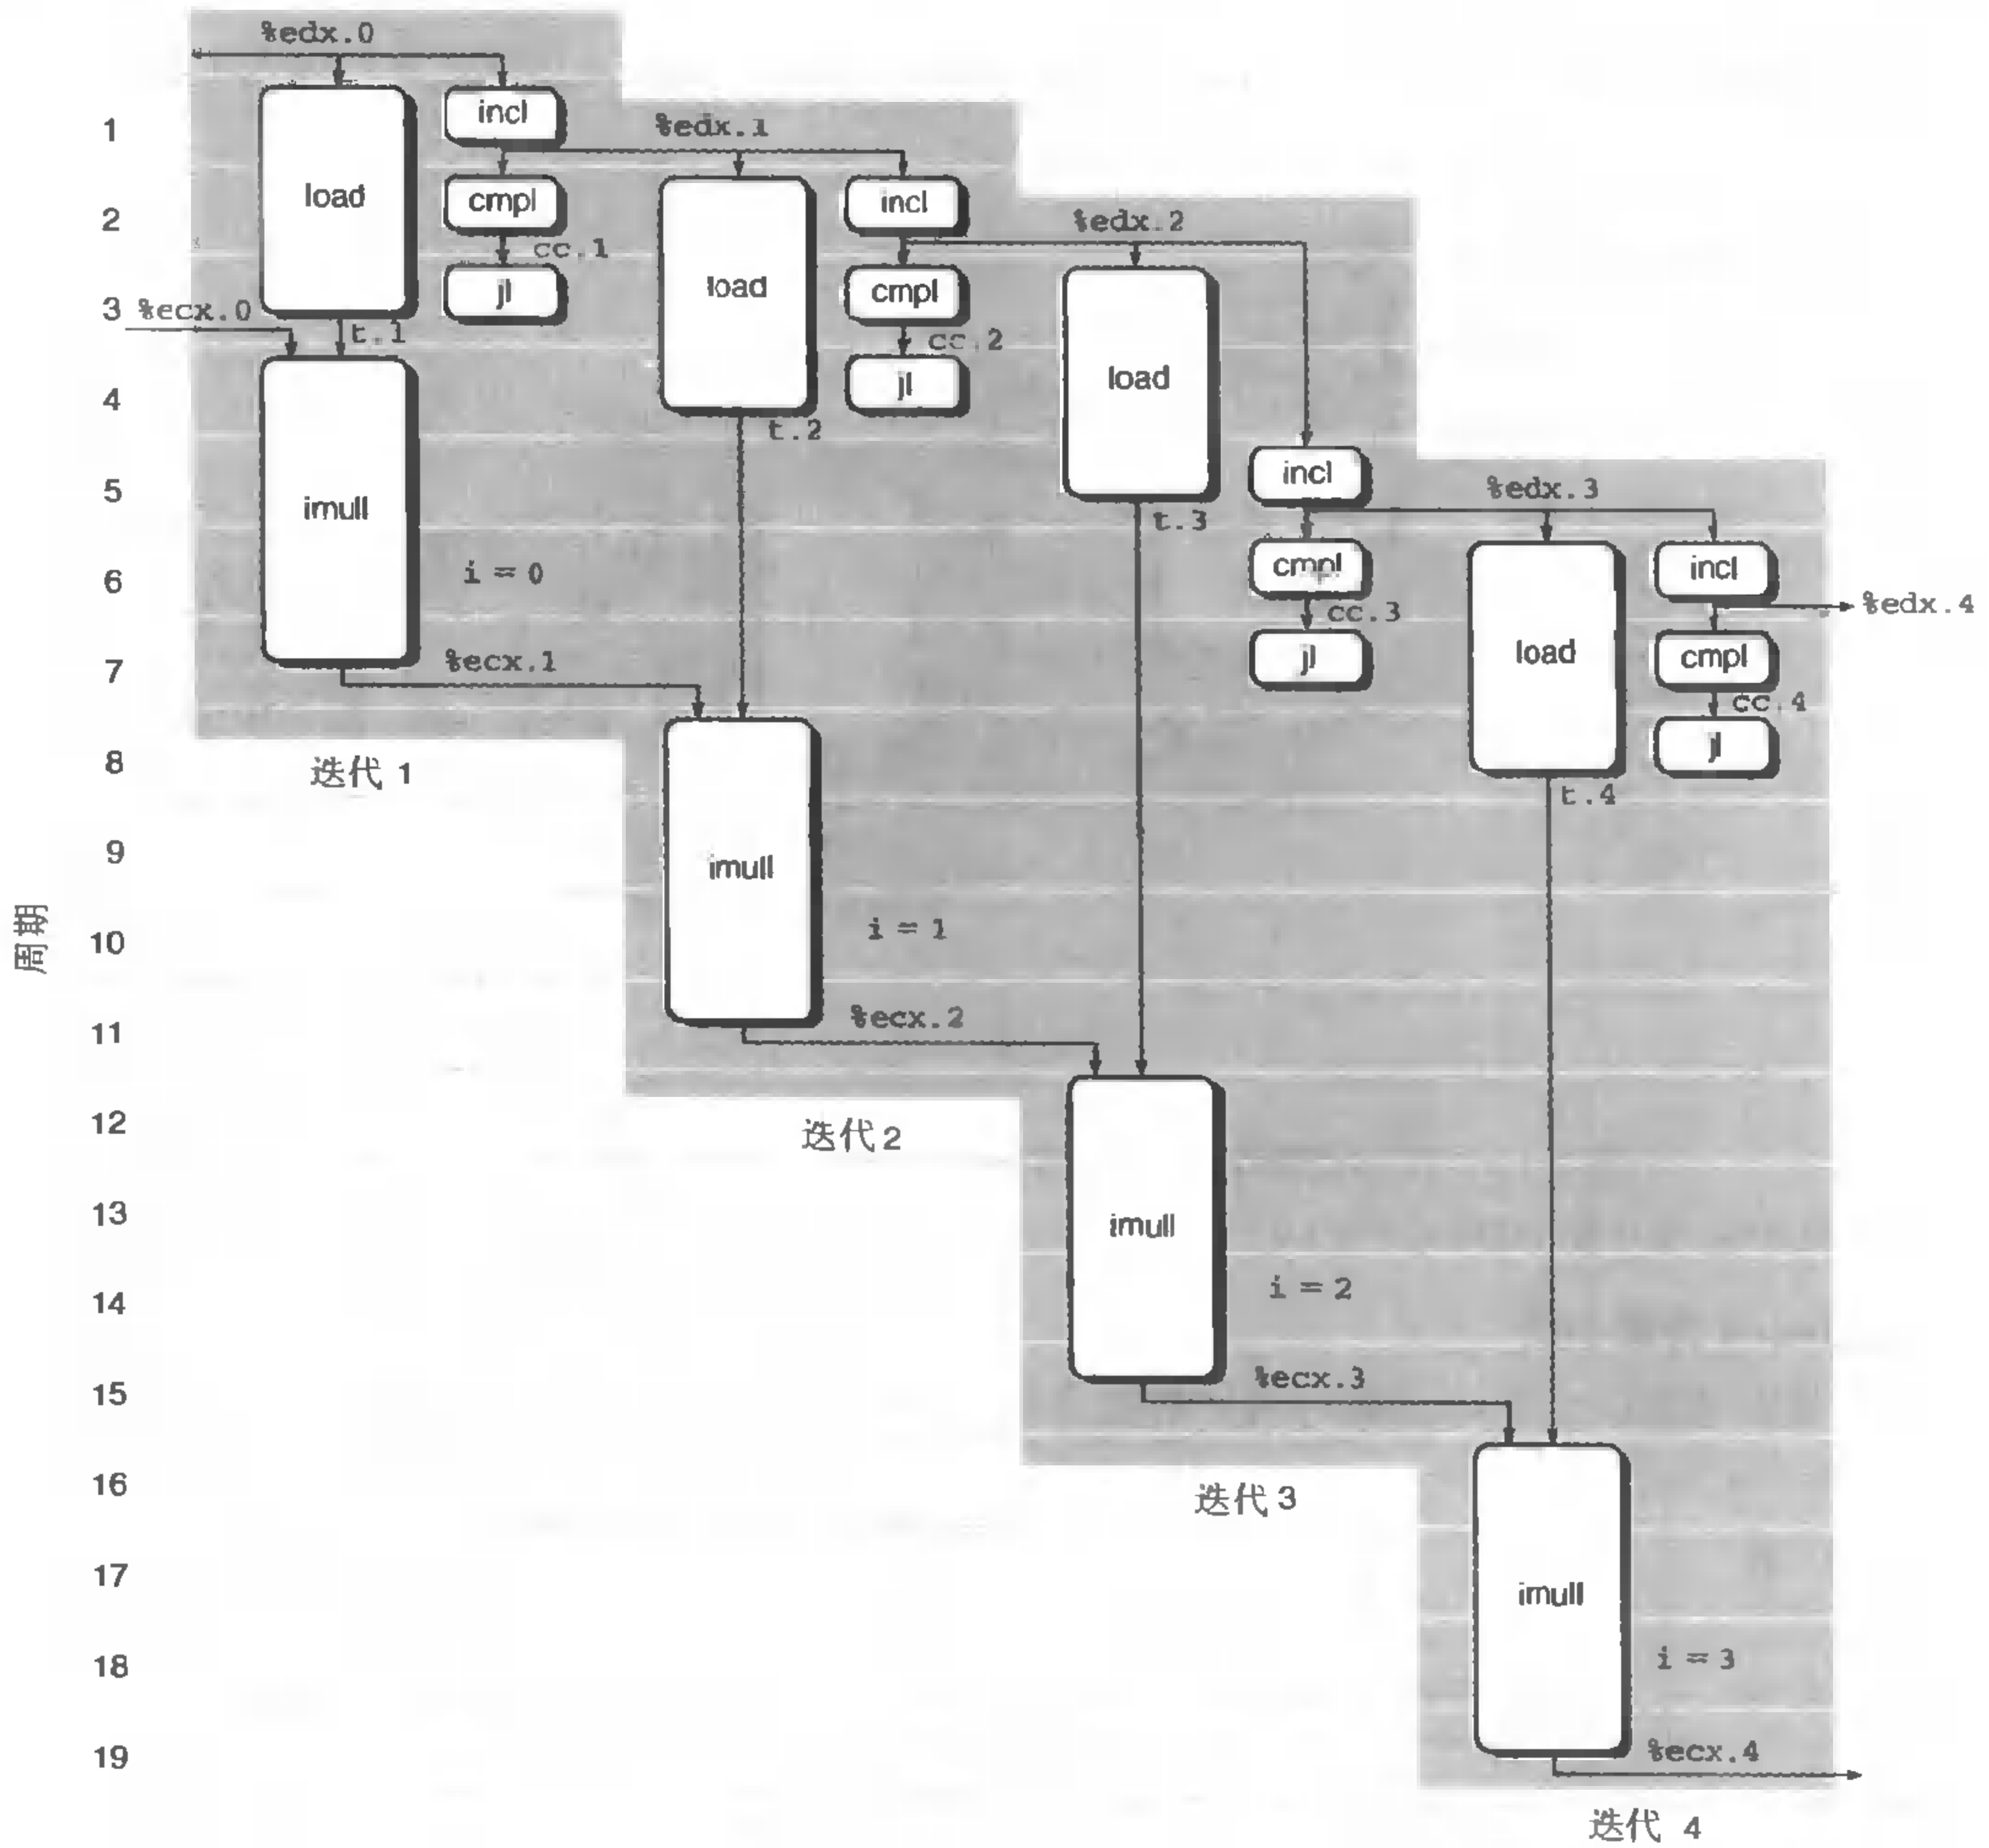 %edx.0
incl
1
%edx.1
load
cmpl
incl
2
%edx.2
cc.1
load
jl
cmpl
3
%ecx.0
t.1
cc.2
load
jl
4
t.2
incl
5
%edx.3
imull
t.3
cmpl
incl
i = 0
6
%edx.4
cc.3
load
jl
cmpl
%ecx.1
7
cc.4
jl
8
迭代 1
t.4
9
imull
i = 1
10
周期
%ecx.2
11
12
迭代 2
13
imull
i = 2
14
%ecx.3
15
16
迭代 3
17
imull
i = 3
18
%ecx.4
19
迭代 4